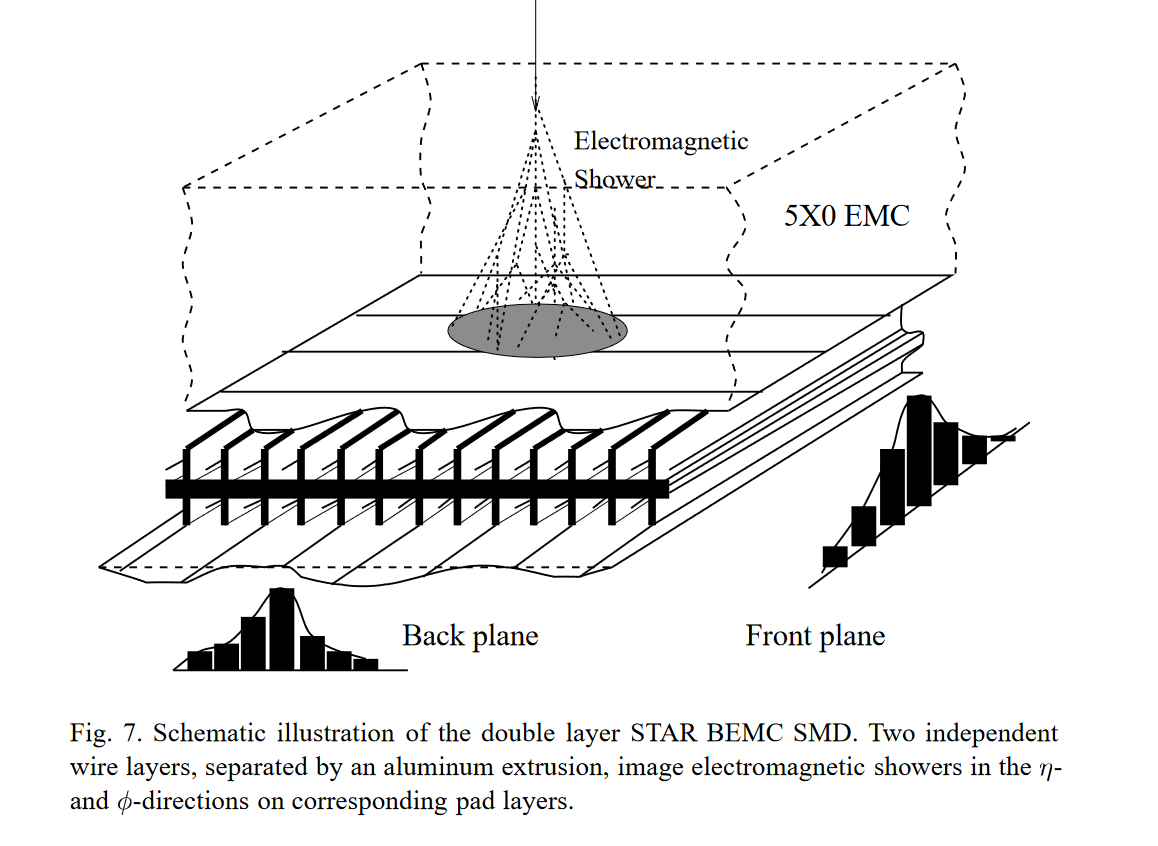 Electromagnetic
Shower
5X0 EMC
Back plane
Front plane
Fig. 7. Schematic illustration of the double layer STAR BEMC SMD. Two independent
wire layers, separated by an aluminum extrusion, image electromagnetic showers in the η-
and ϕ-directions on corresponding pad layers.